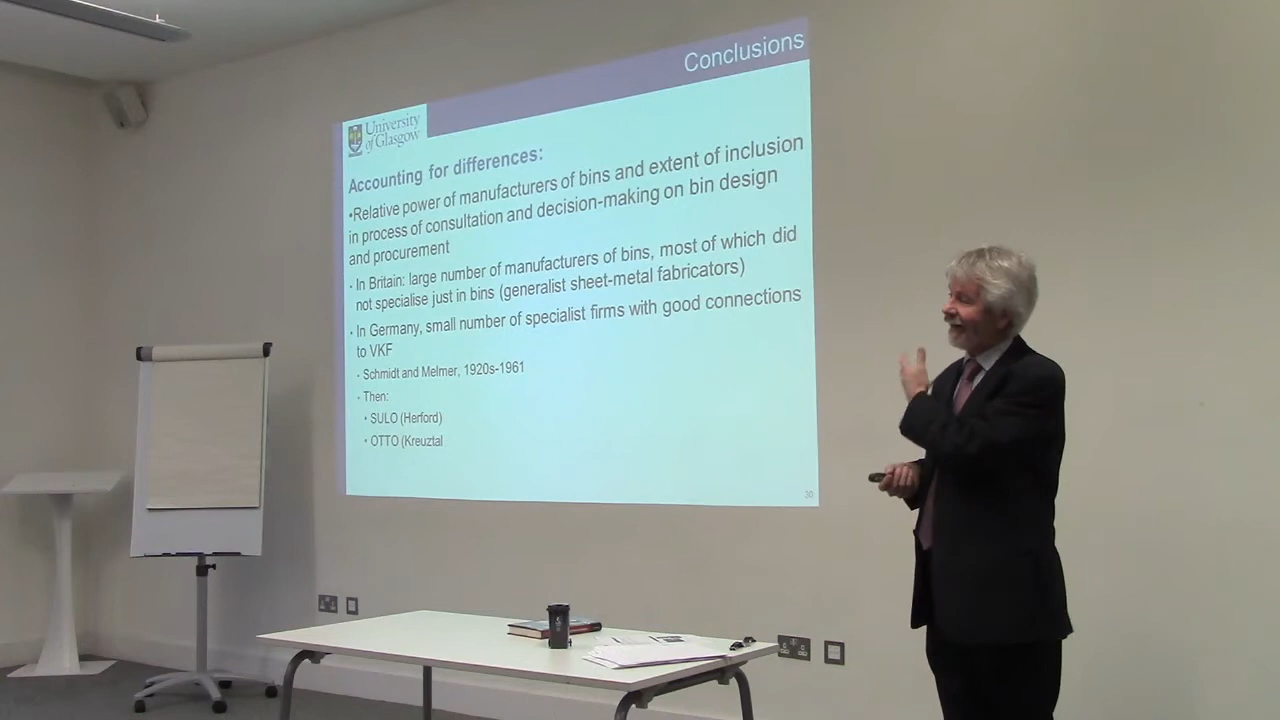 Conclusions
University
of Glasgow
Accounting for differences:
•Relative power of manufacturers of bins and extent of inclusion
in process of consultation and decision-making on bin design
and procurement
• In Britain: large number of manufacturers of bins, most of which did
not specialise just in bins (generalist sheet-metal fabricators)
• In Germany, small number of specialist firms with good connections
to VKF
• Schmidt and Melmer, 1920s-1961
• Then:
• SULO (Herford)
• OTTO (Kreuztal
30